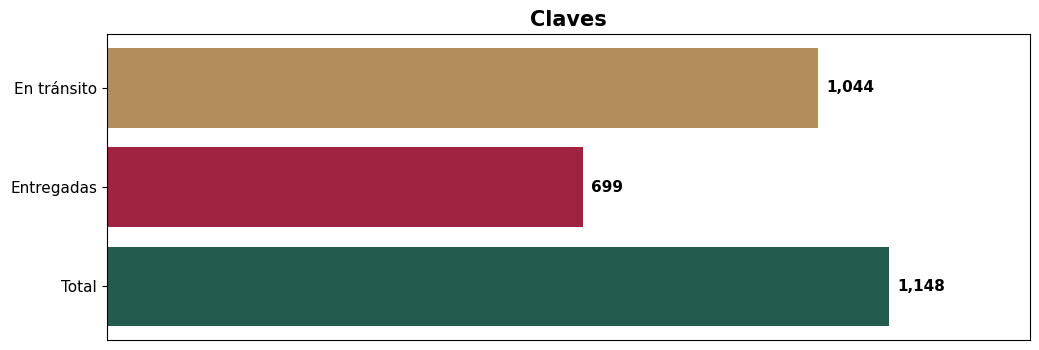 Claves
En tránsito 1,044
Entregadas 699
Total 1,148